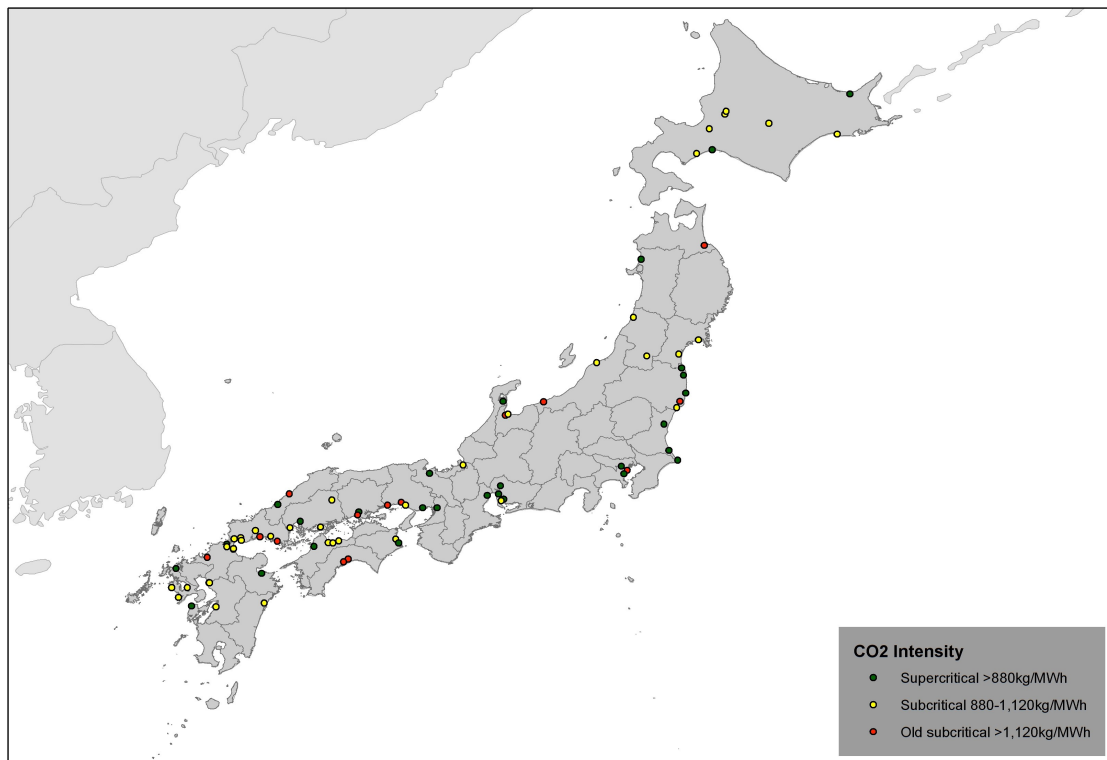 CO2 Intensity
Supercritical >880kg/MWh
Subcritical 880-1,120kg/MWh
Old subcritical >1,120kg/MWh